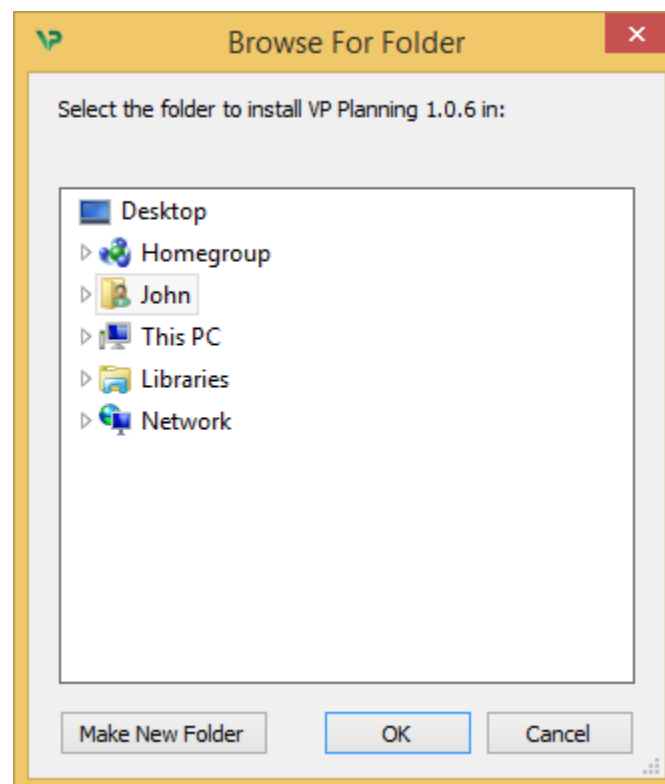 VP Browse For Folder
Select the folder to install VP Planning 1.0.6 in:
Desktop
Homegroup
John
This PC
Libraries
Network
Make New Folder OK Cancel